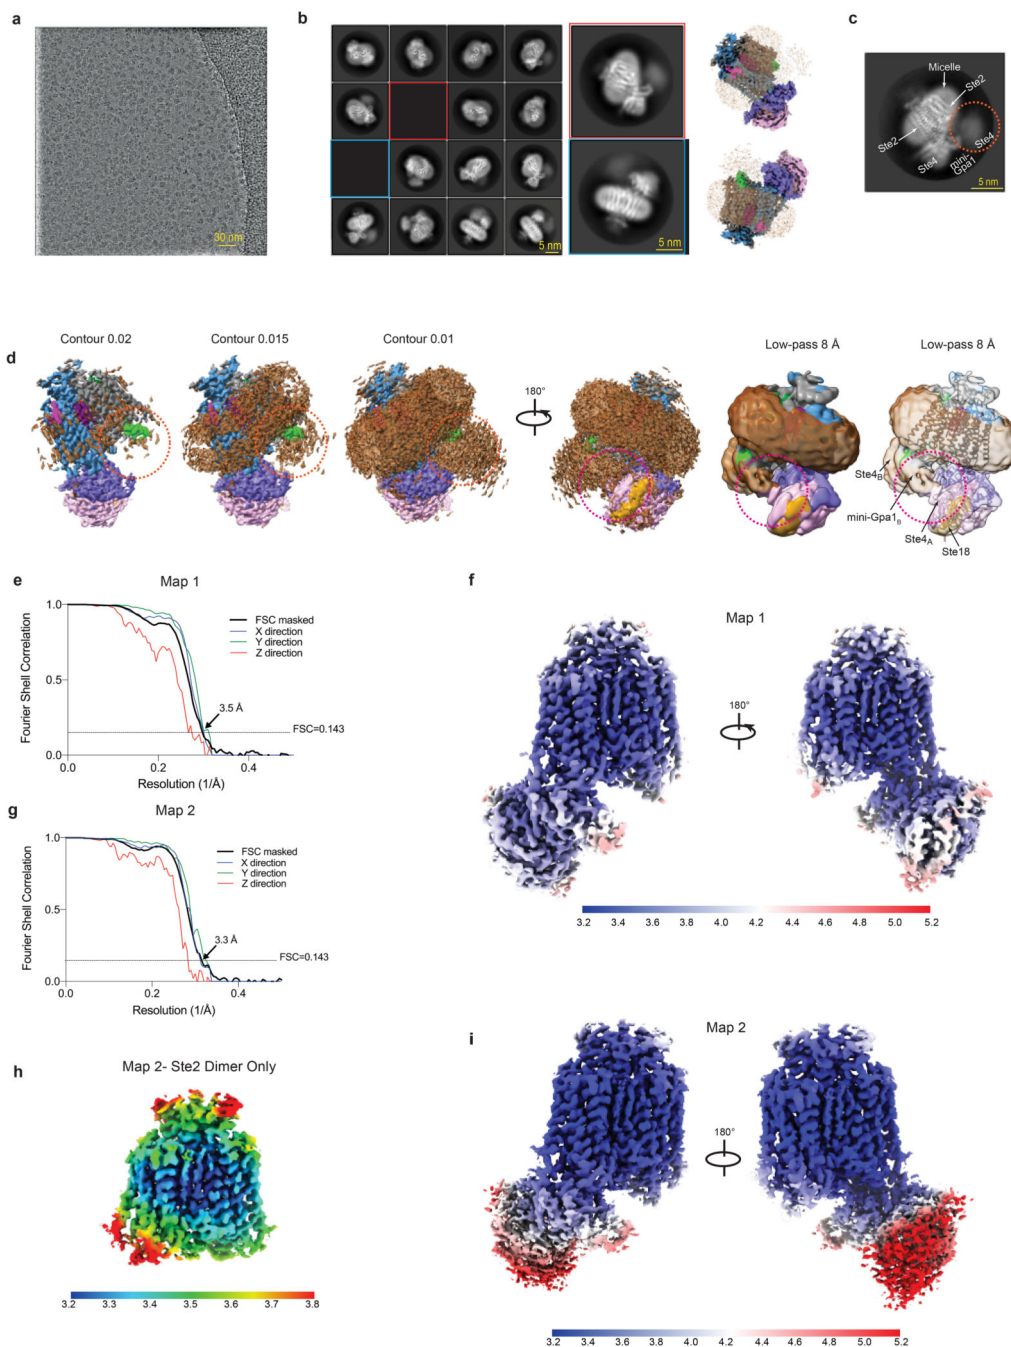 a
b
c
30 nm
5 nm
5 nm
Micelle
Ste2
Ste2
Ste4
mini-
Gpa1
Ste4
5 nm
d
Contour 0.02
Contour 0.015
Contour 0.01
180°
Low-pass 8 Å
Low-pass 8 Å
Ste4B
mini-Gpa1B
Ste4A
Ste18
e
Map 1
Fourier Shell Correlation
1.0
0.5
0.0
FSC masked
X direction
Y direction
Z direction
3.5 Å
FSC=0.143
0.0 0.2 0.4
Resolution (1/Å)
f
Map 1
180°
3.2 3.4 3.6 3.8 4.0 4.2 4.4 4.6 4.8 5.0 5.2
g
Map 2
Fourier Shell Correlation
1.0
0.5
0.0
FSC masked
X direction
Y direction
Z direction
3.3 Å
FSC=0.143
0.0 0.2 0.4
Resolution (1/Å)
h
Map 2- Ste2 Dimer Only
3.2 3.3 3.4 3.5 3.6 3.7 3.8
i
Map 2
180°
3.2 3.4 3.6 3.8 4.0 4.2 4.4 4.6 4.8 5.0 5.2